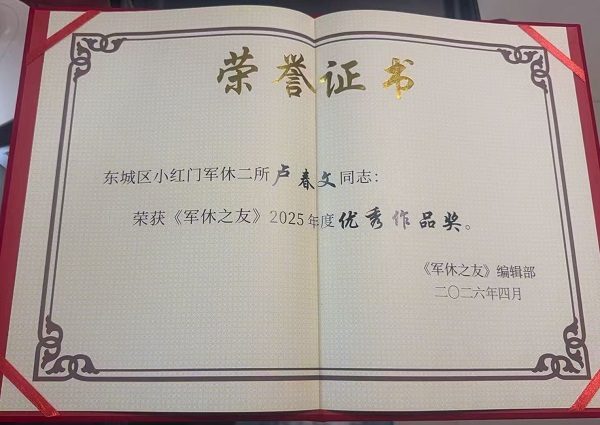 荣誉证书
东城区小红门军休二所卢春文同志：
荣获《军休之友》2025年度优秀作品奖。
《军休之友》编辑部
二〇二六年四月